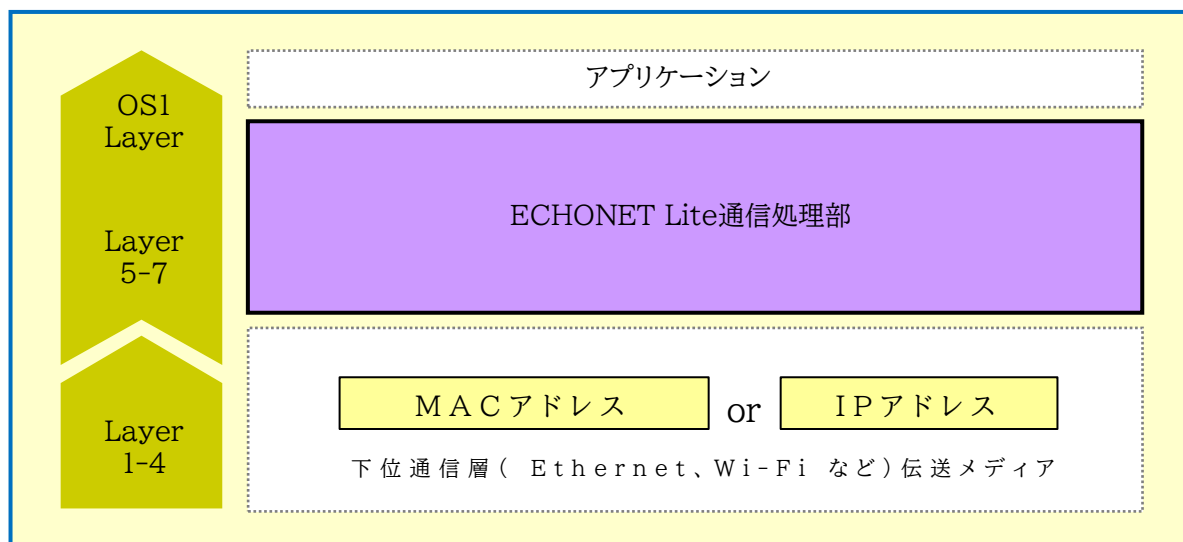 アプリケーション
OS1
Layer
ECHONET Lite通信処理部
Layer
5-7
MACアドレス
or
IPアドレス
Layer
1-4
下位通信層( Ethernet、Wi-Fi など)伝送メディア